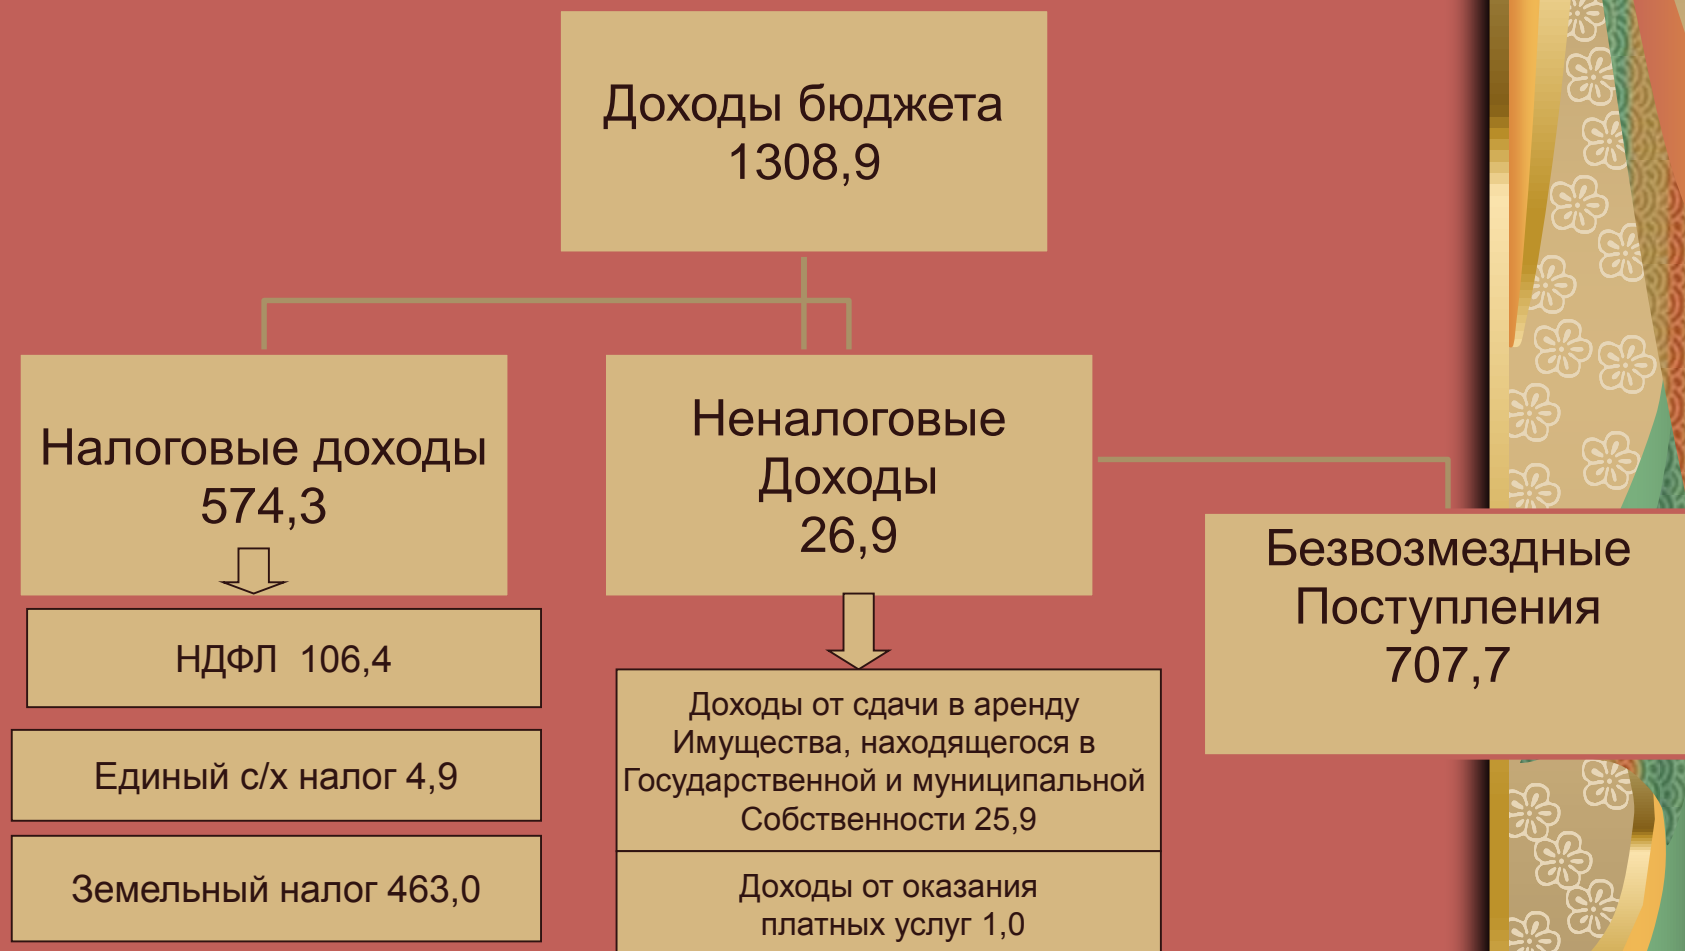 Доходы бюджета
1308,9
Налоговые доходы
574,3
Неналоговые
Доходы
26,9
Безвозмездные
Поступления
707,7
НДФЛ  106,4
Единый с/х налог 4,9
Земельный налог 463,0
Доходы от сдачи в аренду
Имущества, находящегося в
Государственной и муниципальной
Собственности 25,9
Доходы от оказания
платных услуг 1,0